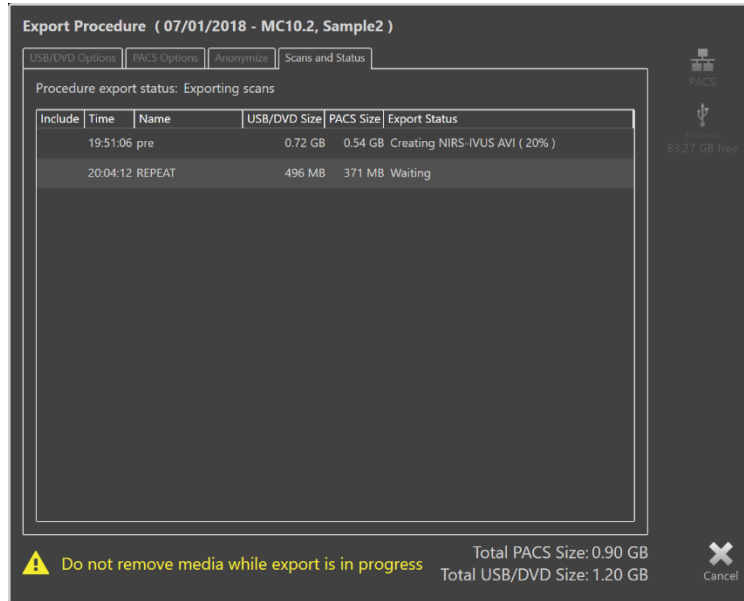 Export Procedure ( 07/01/2018 - MC10.2, Sample2 )
USB/DVD Options PACS Options Anonymize Scans and Status
PACS
Procedure export status: Exporting scans
Include Time Name USB/DVD Size PACS Size Export Status
83.27 GB free
19:51:06 pre 0.72 GB 0.54 GB Creating NIRS-IVUS AVI ( 20% )
20:04:12 REPEAT 496 MB 371 MB Waiting
Do not remove media while export is in progress
Total PACS Size: 0.90 GB
Total USB/DVD Size: 1.20 GB
Cancel